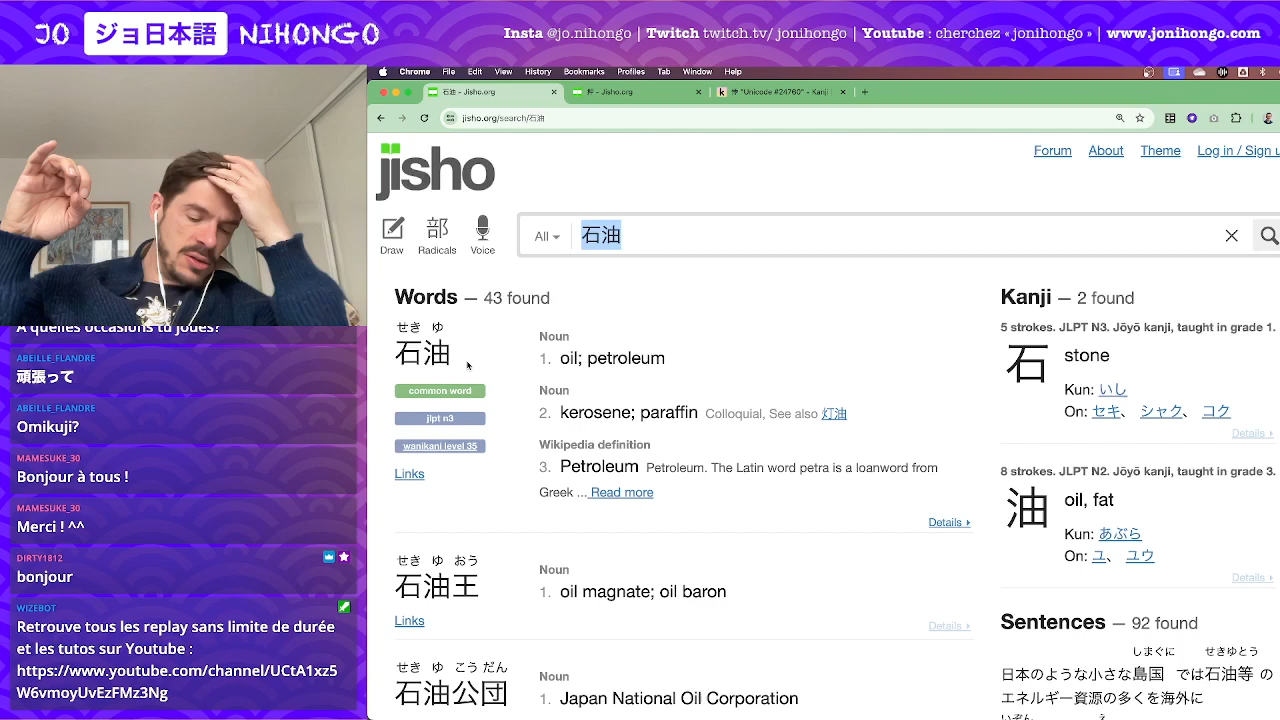 JO ジョ日本語 NIHONGO
Insta @jo.nihongo | Twitch twitch.tv/ jonihongo | Youtube : cherchez «jonihongo » | www.jonihongo.com
Chrome File Edit View History Bookmarks Profiles Tab Window Help
石油 - Jisho.org
- Jisho.org
"Unicode #24760" - Kanji
jisho.org/search/石油
jisho
Forum About Theme Log in / Sign u
Draw
部 Radicals
Voice
All 石油
Words — 43 found
せき ゆ
石油
common word
jlpt n3
wanikani level 35
Links
Noun
1. oil; petroleum
Noun
2. kerosene; paraffin Colloquial, See also 灯油
Wikipedia definition
3. Petroleum Petroleum. The Latin word petra is a loanword from
Greek ... Read more
Details
せき ゆ おう
石油王
Links
Noun
1. oil magnate; oil baron
Details
せき ゆ こう だん
石油公団
Noun
1. Japan National Oil Corporation
Kanji — 2 found
5 strokes. JLPT N3. Jōyō kanji, taught in grade 1.
石 stone
Kun: いし
On: セキ、 シャク、 コク
Details
8 strokes. JLPT N2. Jōyō kanji, taught in grade 3.
油 oil, fat
Kun: あぶら
On: ユ、 ユウ
Details
Sentences — 92 found
しまぐに せきゆとう
日本のような小さな島国 では石油等 の
エネルギー資源の多くを海外に
A quelles occasions tu joues?
ABEILLE_FLANDRE
頑張って
ABEILLE_FLANDRE
Omikuji?
MAMESUKE_30
Bonjour à tous !
MAMESUKE_30
Merci ! ^^
DIRTY1812
bonjour
WIZEBOT
Retrouve tous les replay sans limite de durée
et les tutos sur Youtube :
https://www.youtube.com/channel/UCtA1xz5
W6vmoyUvEzFMz3Ng